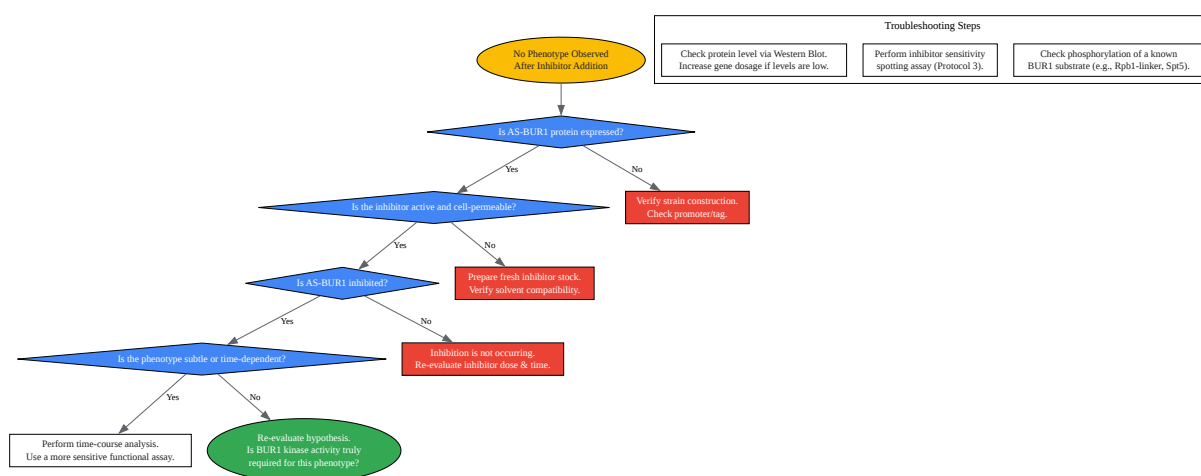 Troubleshooting Steps
No Phenotype Observed
After Inhibitor Addition
Check protein level via Western Blot.
Increase gene dosage if levels are low.
Perform inhibitor sensitivity
spotting assay (Protocol 3).
Check phosphorylation of a known
BUR1 substrate (e.g., Rpb1-linker, Spt5).
Is AS-BUR1 protein expressed?
Yes
No
Verify strain construction.
Check promoter/tag.
Is the inhibitor active and cell-permeable?
Yes
No
Prepare fresh inhibitor stock.
Verify solvent compatibility.
Is AS-BUR1 inhibited?
Yes
No
Inhibition is not occurring.
Re-evaluate inhibitor dose & time.
Is the phenotype subtle or time-dependent?
Yes
No
Perform time-course analysis.
Use a more sensitive functional assay.
Re-evaluate hypothesis.
Is BUR1 kinase activity truly
required for this phenotype?